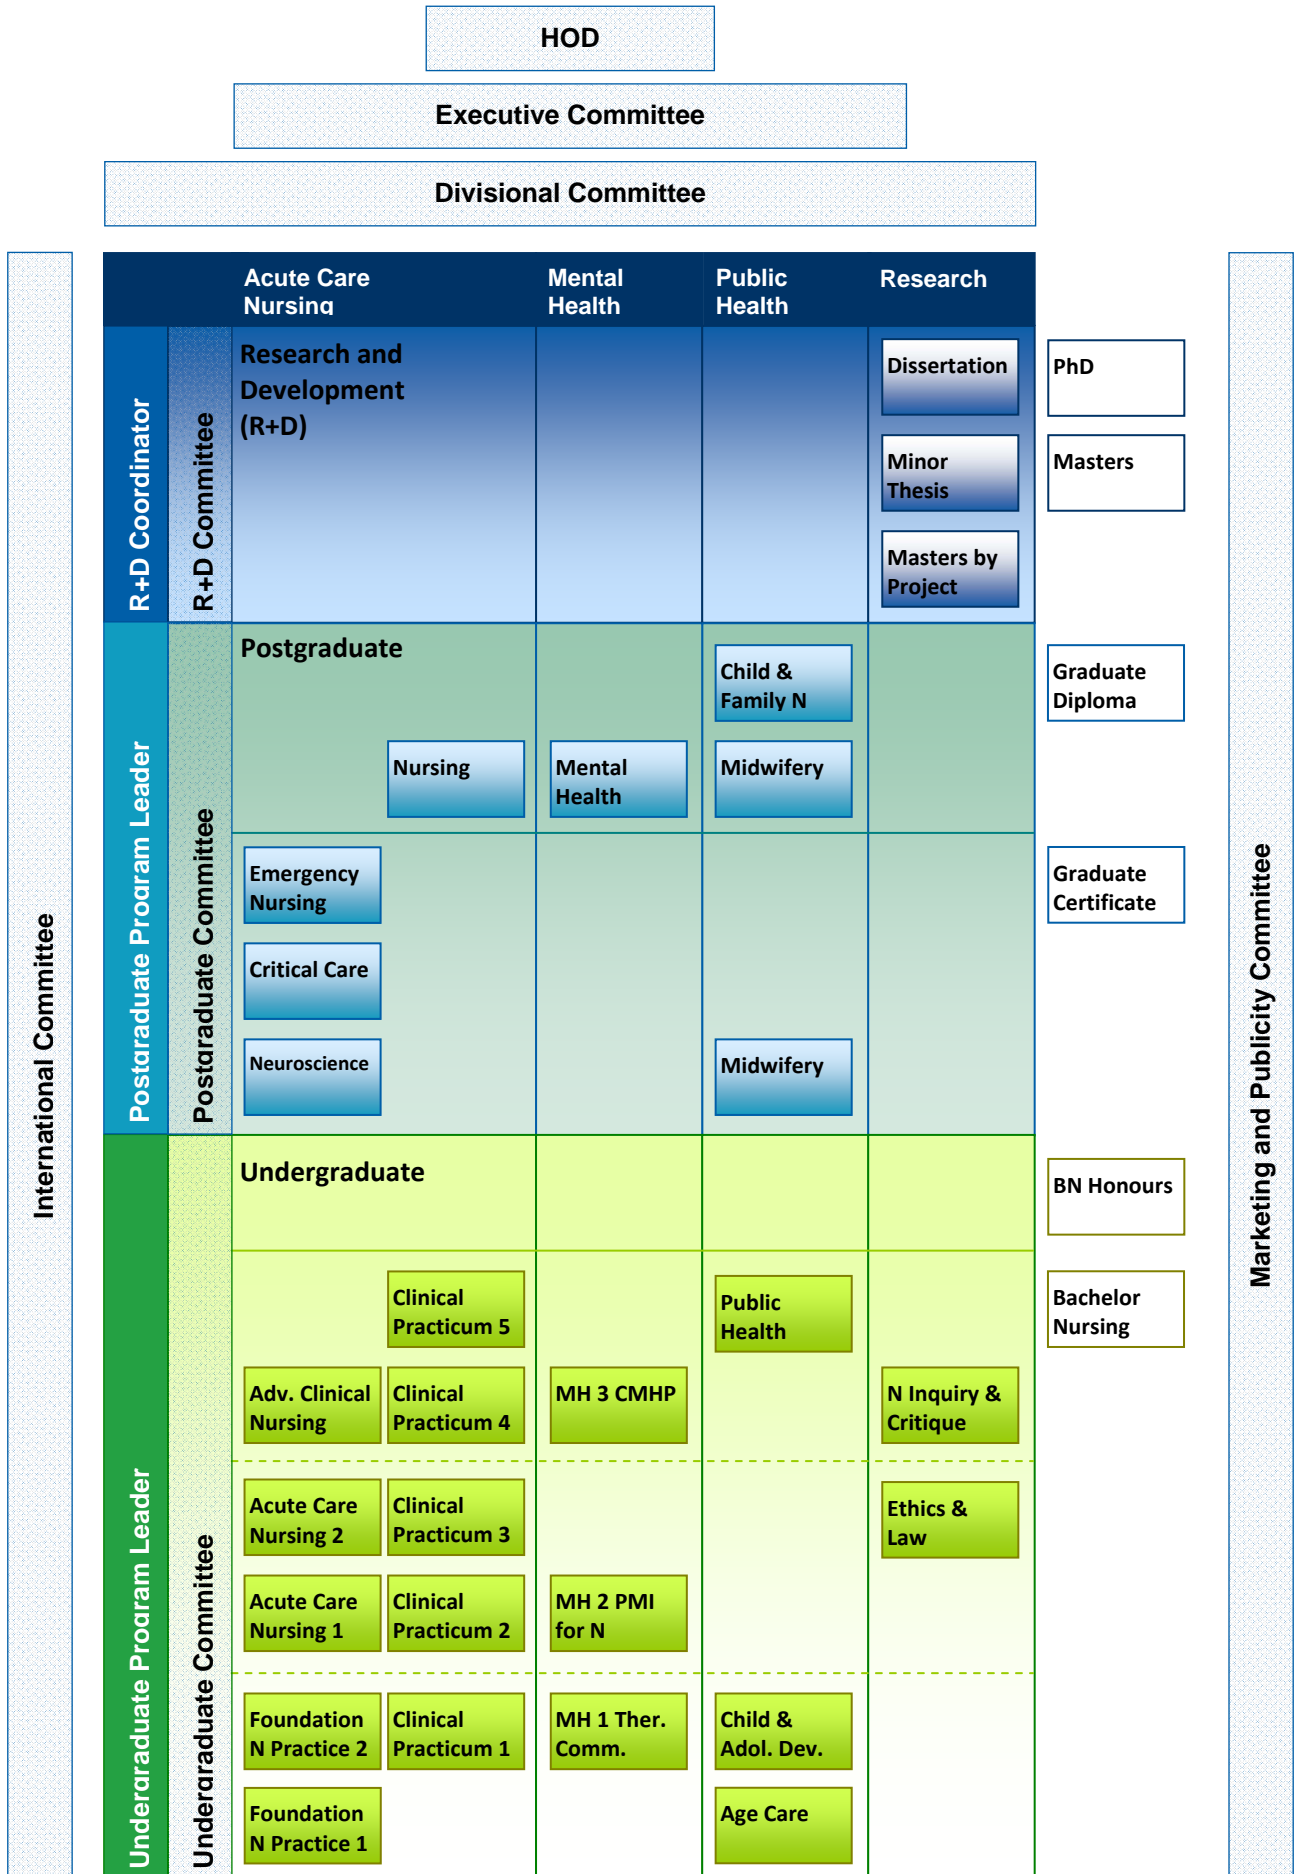 HOD
Executive Committee
Divisional Committee
International Committee
Marketing and Publicity Committee
Acute Care
Nursing
Mental
Health
Public
Health
Research
R+D Coordinator
R+D Committee
Research and
Development
(R+D)
Dissertation
PhD
Minor
Thesis
Masters
Masters by
Project
Postgraduate Program Leader
Postgraduate Committee
Postgraduate
Child &
Family N
Graduate
Diploma
Nursing
Mental
Health
Midwifery
Emergency
Nursing
Graduate
Certificate
Critical Care
Neuroscience
Midwifery
Undergraduate Program Leader
Undergraduate Committee
Undergraduate
BN Honours
Clinical
Practicum 5
Public
Health
Bachelor
Nursing
Adv. Clinical
Nursing
Clinical
Practicum 4
MH 3 CMHP
N Inquiry &
Critique
Acute Care
Nursing 2
Clinical
Practicum 3
Ethics &
Law
Acute Care
Nursing 1
Clinical
Practicum 2
MH 2 PMI
for N
Foundation
N Practice 2
Clinical
Practicum 1
MH 1 Ther.
Comm.
Child &
Adol. Dev.
Foundation
N Practice 1
Age Care